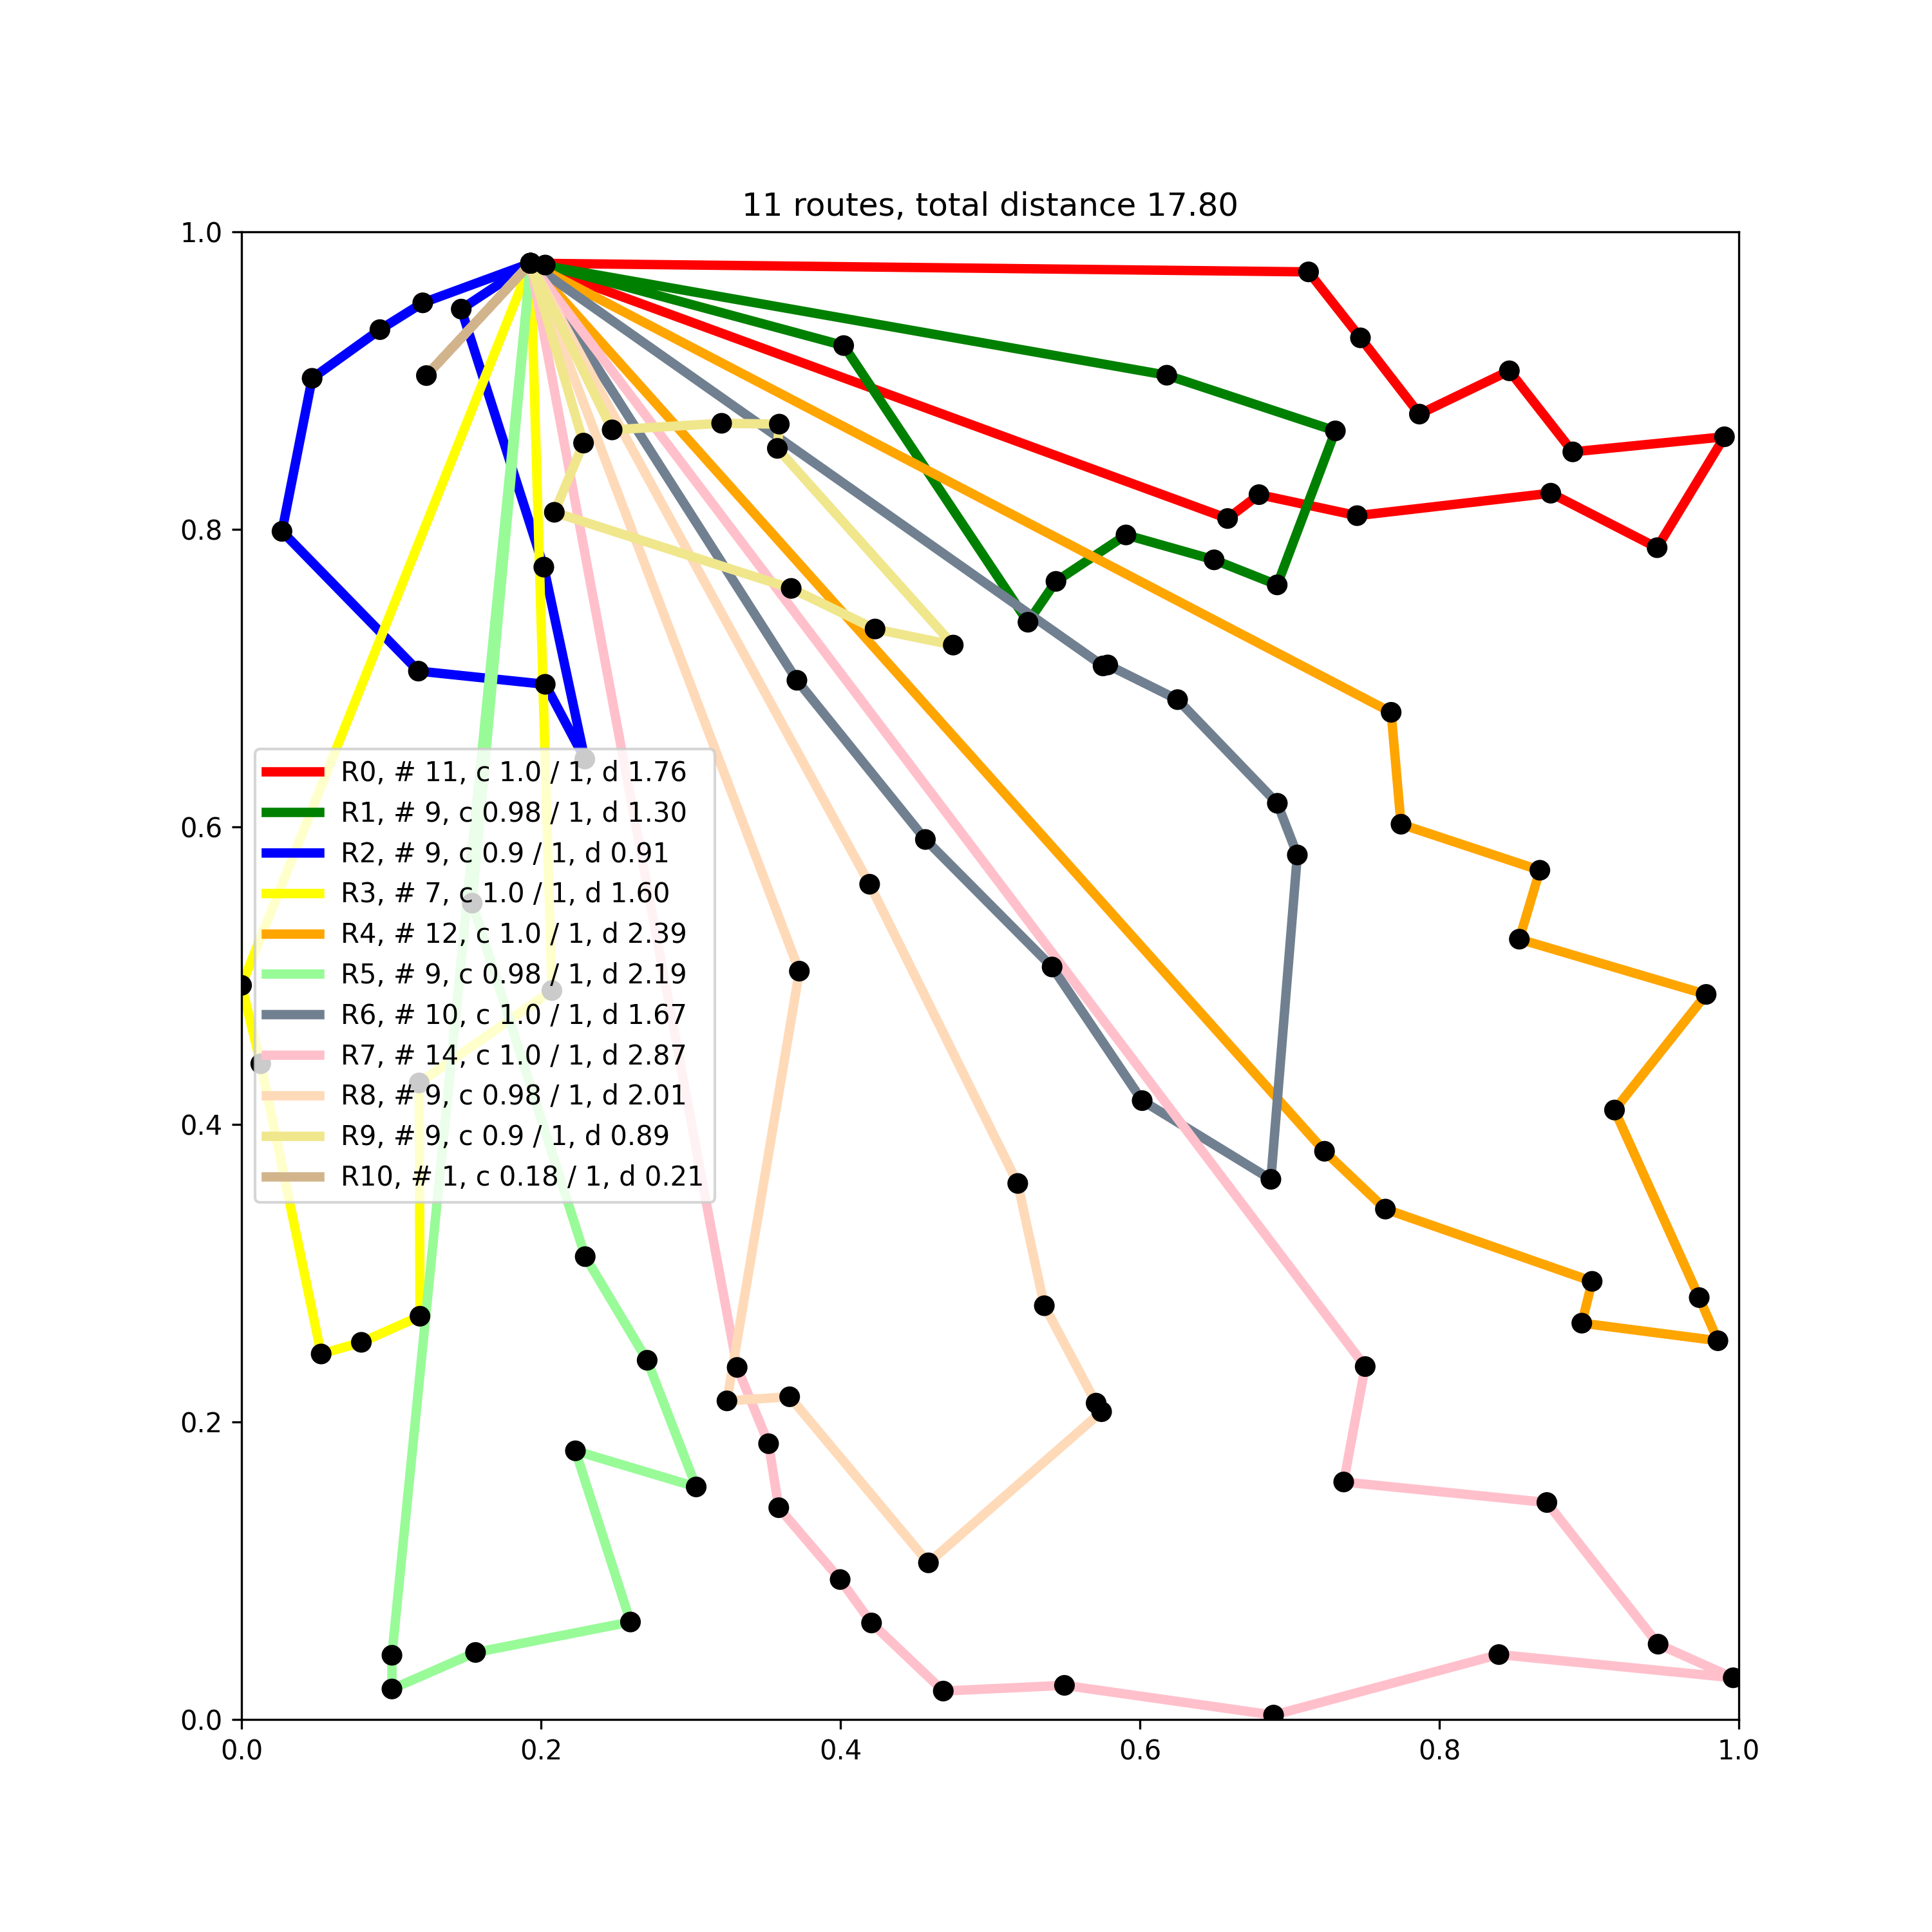 11 routes, total distance 17.80
1.0
0.8
0.6
0.4
0.2
0.0
R0, # 11, c 1.0 / 1, d 1.76
R1, # 9, c 0.98 / 1, d 1.30
R2, # 9, c 0.9 / 1, d 0.91
R3, # 7, c 1.0 / 1, d 1.60
R4, # 12, c 1.0 / 1, d 2.39
R5, # 9, c 0.98 / 1, d 2.19
R6, # 10, c 1.0 / 1, d 1.67
R7, # 14, c 1.0 / 1, d 2.87
R8, # 9, c 0.98 / 1, d 2.01
R9, # 9, c 0.9 / 1, d 0.89
R10, # 1, c 0.18 / 1, d 0.21
0.0 0.2 0.4 0.6 0.8 1.0